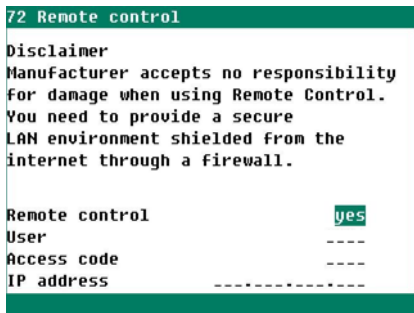 72 Remote control
Disclaimer
Manufacturer accepts no responsibility
for damage when using Remote Control.
You need to provide a secure
LAN environment shielded from the
internet through a firewall.
Remote control yes
User ----
Access code ----
IP address ---.---.---.---